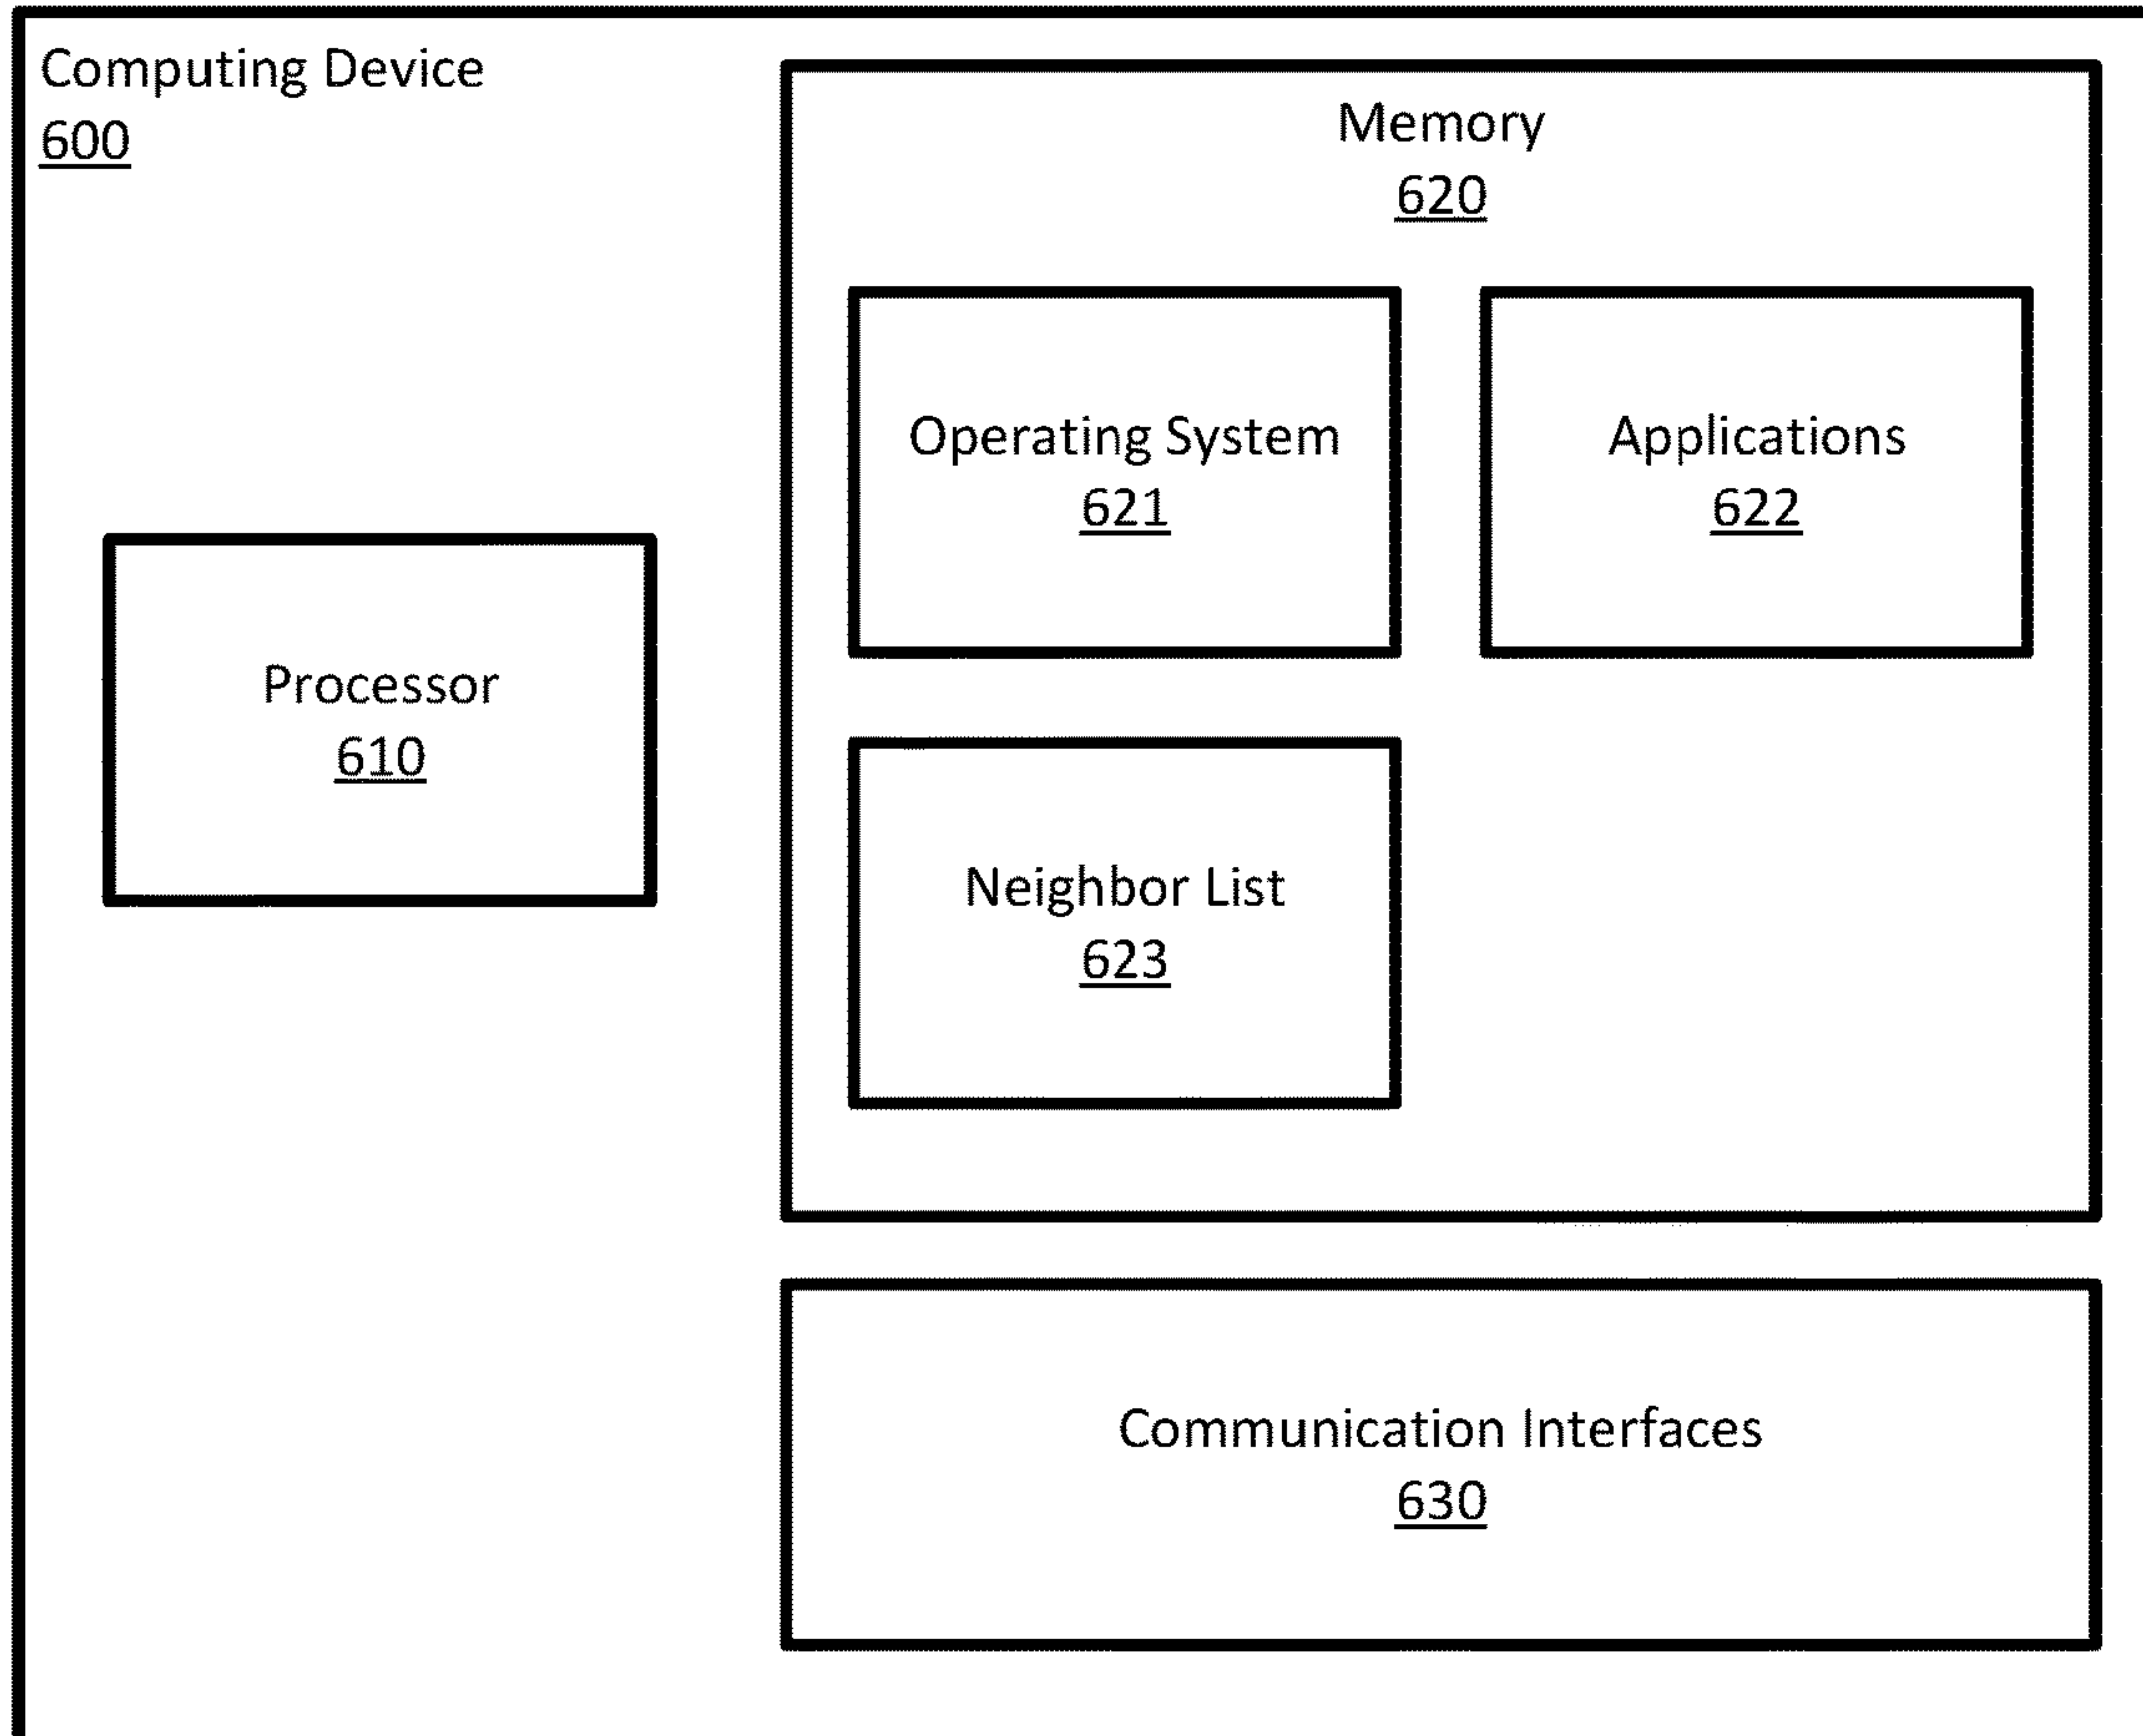 Computing Device
600
Memory
620
Operating System
621
Applications
622
Processor
610
Neighbor List
623
Communication Interfaces
630